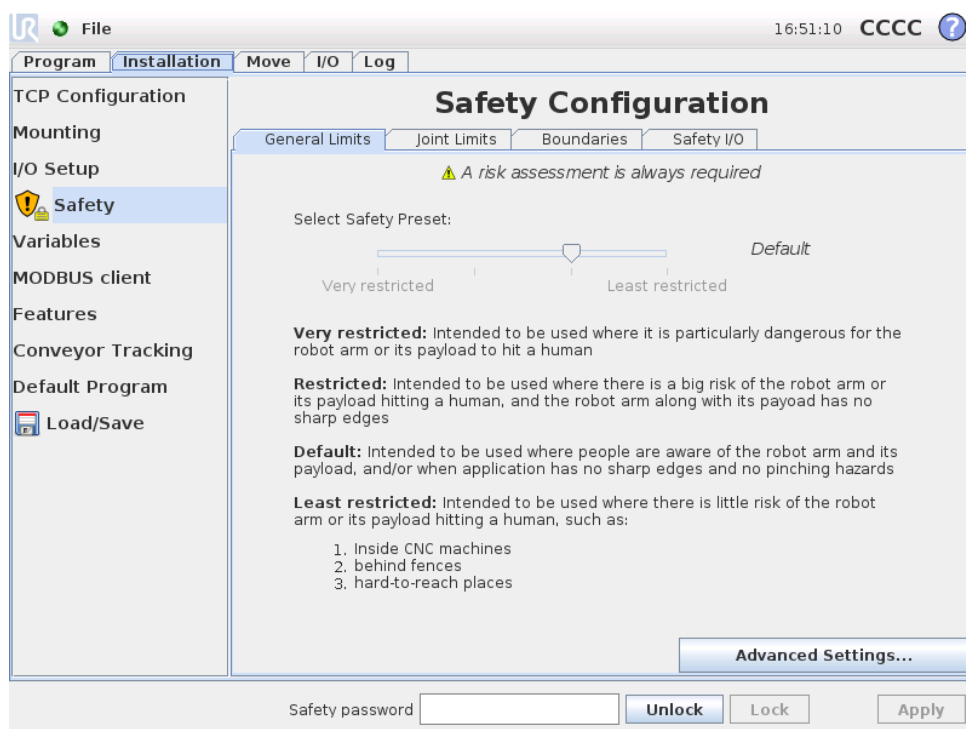 UR File 16:51:10 CCCC ?
Program Installation Move I/O Log
TCP Configuration
Mounting
I/O Setup
Safety
Variables
MODBUS client
Features
Conveyor Tracking
Default Program
Load/Save
Safety Configuration
General Limits Joint Limits Boundaries Safety I/O
A risk assessment is always required
Select Safety Preset:
Default
Very restricted Least restricted
Very restricted: Intended to be used where it is particularly dangerous for the
robot arm or its payload to hit a human
Restricted: Intended to be used where there is a big risk of the robot arm or
its payload hitting a human, and the robot arm along with its payoad has no
sharp edges
Default: Intended to be used where people are aware of the robot arm and its
payload, and/or when application has no sharp edges and no pinching hazards
Least restricted: Intended to be used where there is little risk of the robot
arm or its payload hitting a human, such as:
1. Inside CNC machines
2. behind fences
3. hard-to-reach places
Advanced Settings...
Safety password Unlock Lock Apply